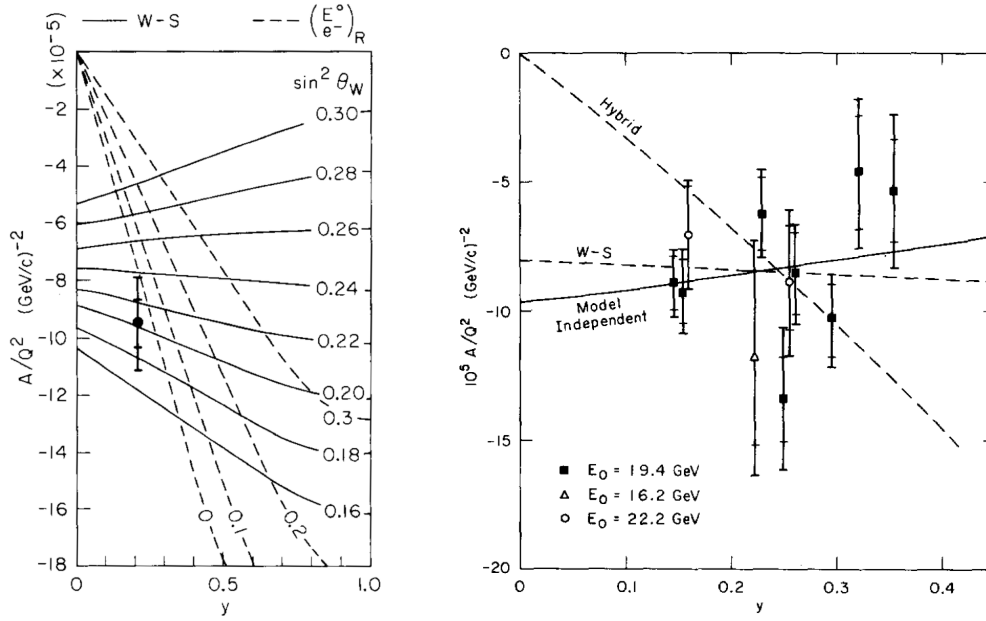 W-S
(E° e⁻)R
(×10⁻⁵)
sin² θW
0.30
0.28
0.26
0.24
0.22
0.20
0.3
0.18
0.16
0
0.1
0.2
-2
-4
-6
-8
-10
-12
-14
-16
-18
A/Q² (GeV/c)⁻²
0 0.5 1.0
y
0
-5
-10
-15
-20
10⁵ A/Q² (GeV/c)⁻²
Hybrid
W-S
Model
Independent
■ E₀ = 19.4 GeV
△ E₀ = 16.2 GeV
○ E₀ = 22.2 GeV
0 0.1 0.2 0.3 0.4
y